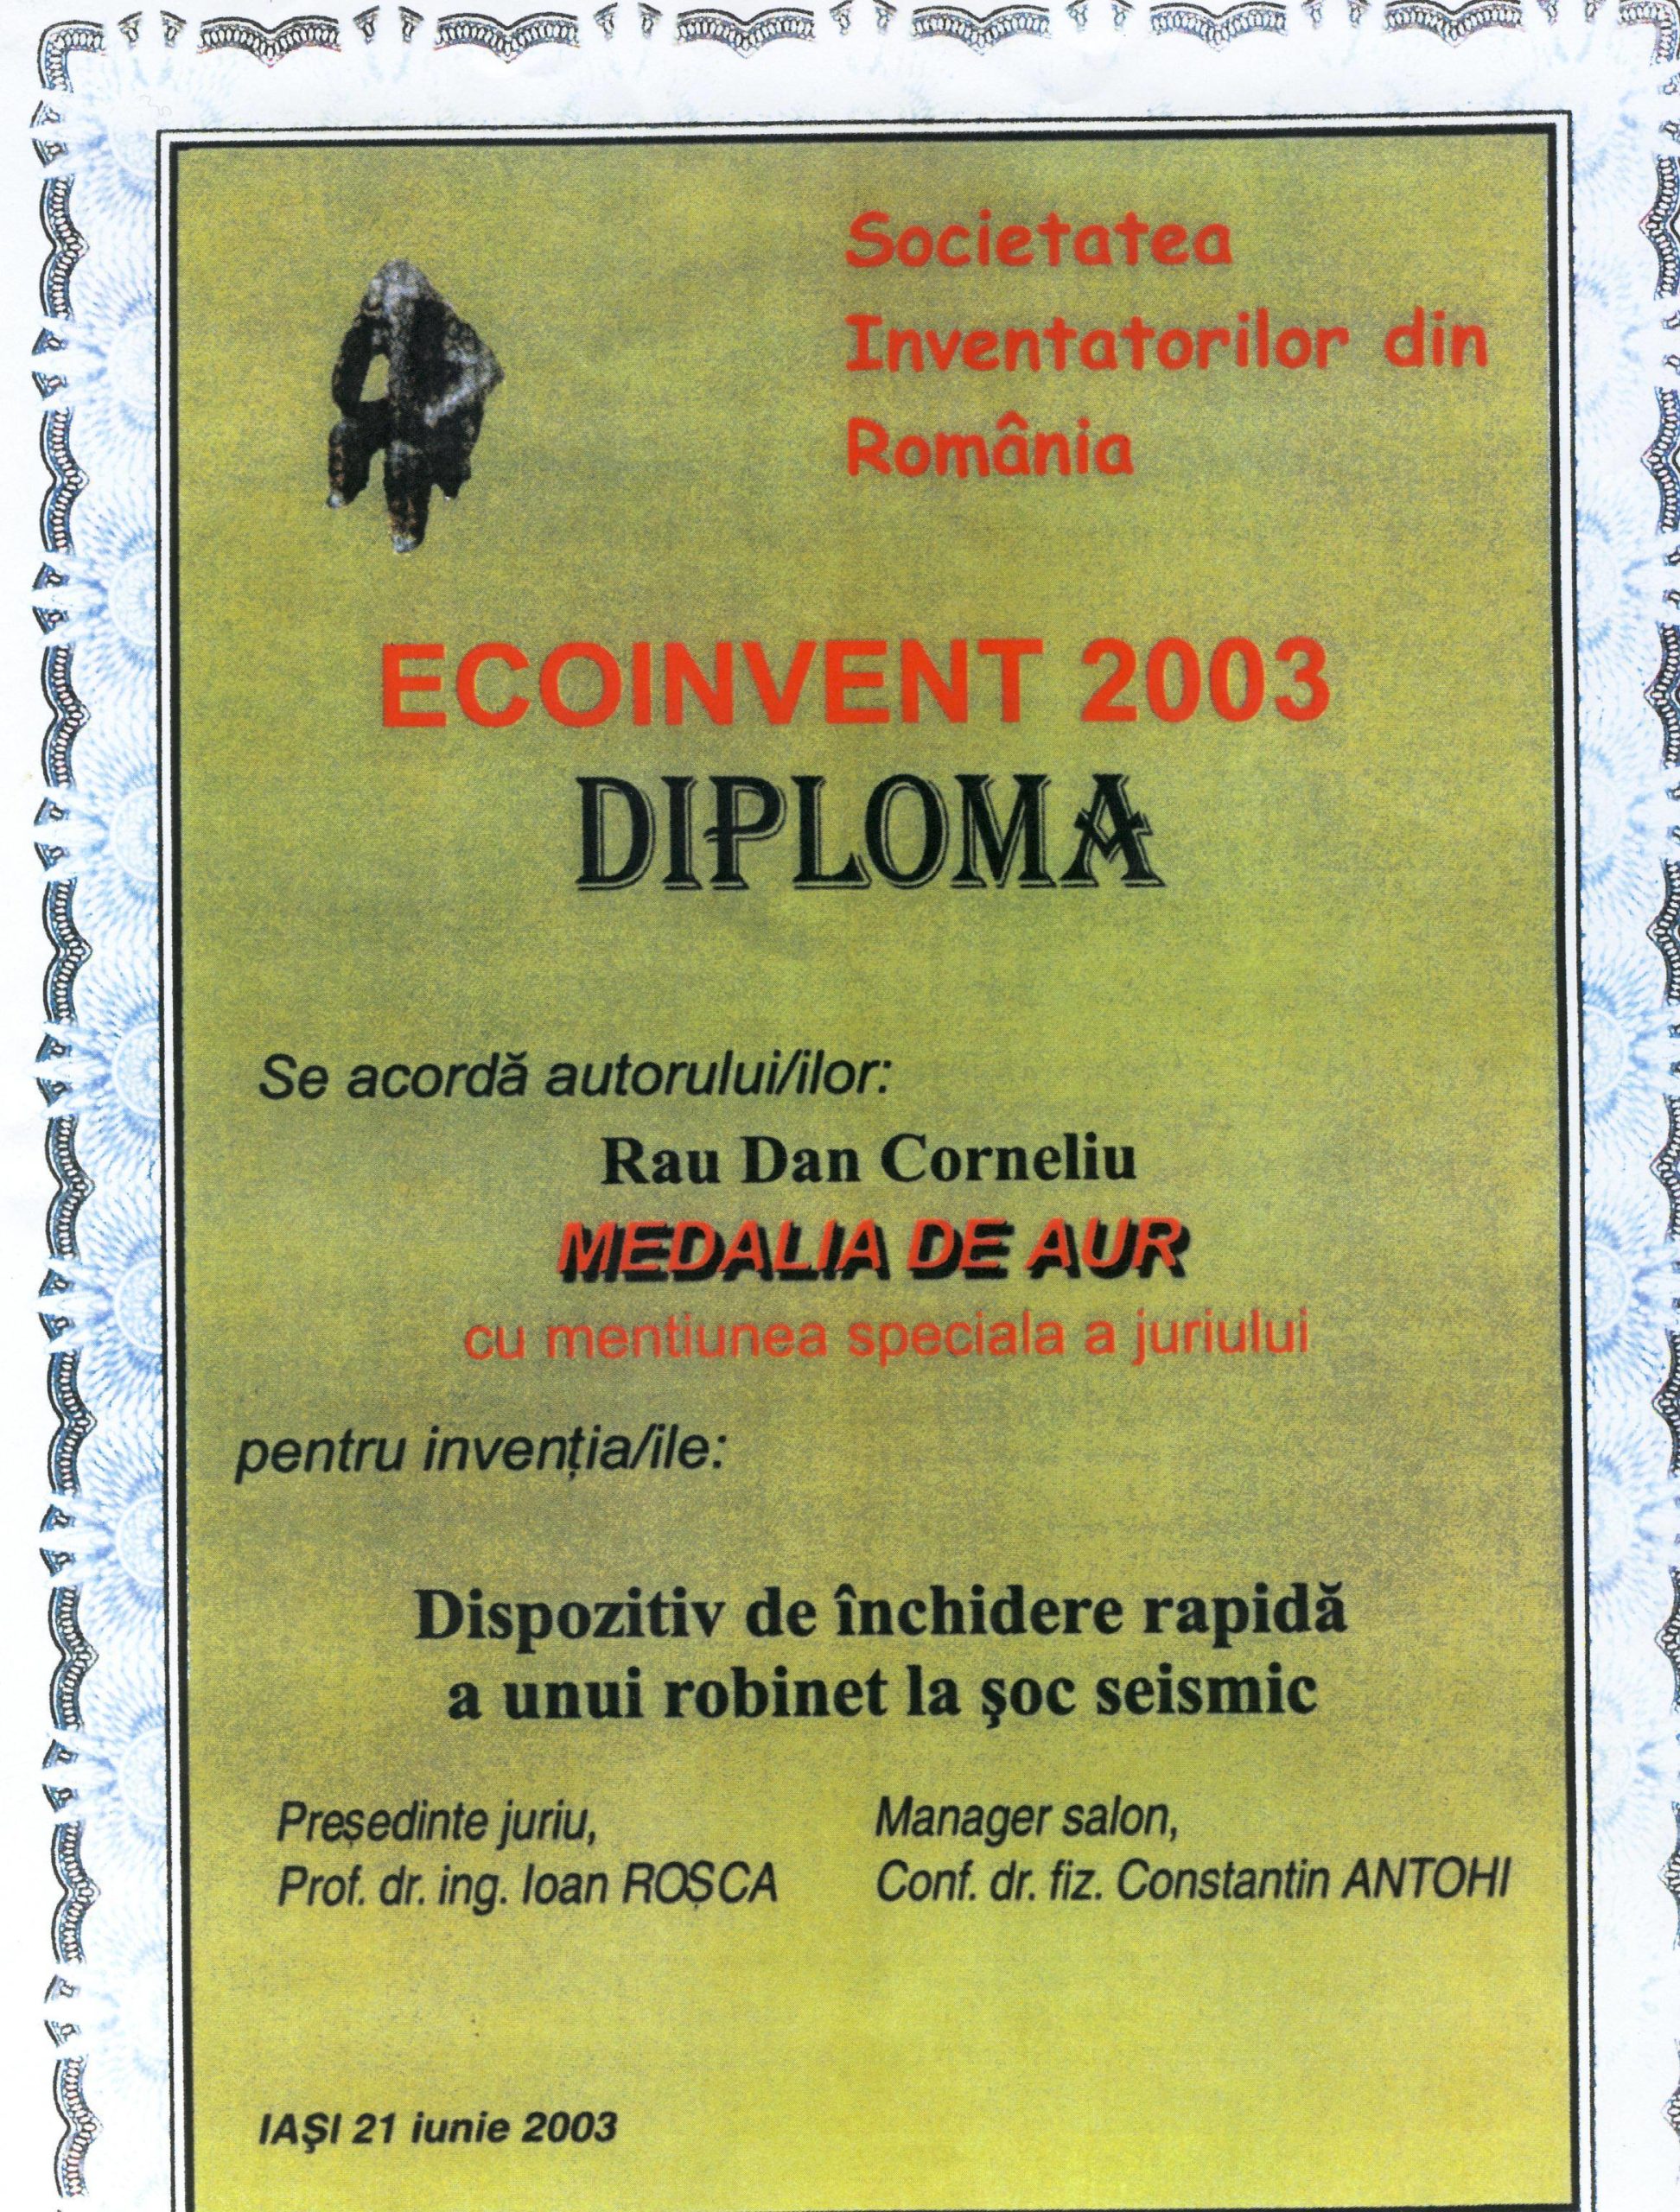 Societatea
Inventatorilor din
România
ECOINVENT 2003
DIPLOMA
Se acordă autorului/ilor:
Rau Dan Corneliu
MEDALIA DE AUR
cu mentiunea speciala a juriului
pentru invenția/ile:
Dispozitiv de închidere rapidă
a unui robinet la şoc seismic
Președinte juriu,
Prof. dr. ing. Ioan ROȘCA
Manager salon,
Conf. dr. fiz. Constantin ANTOHI
IAŞI 21 iunie 2003